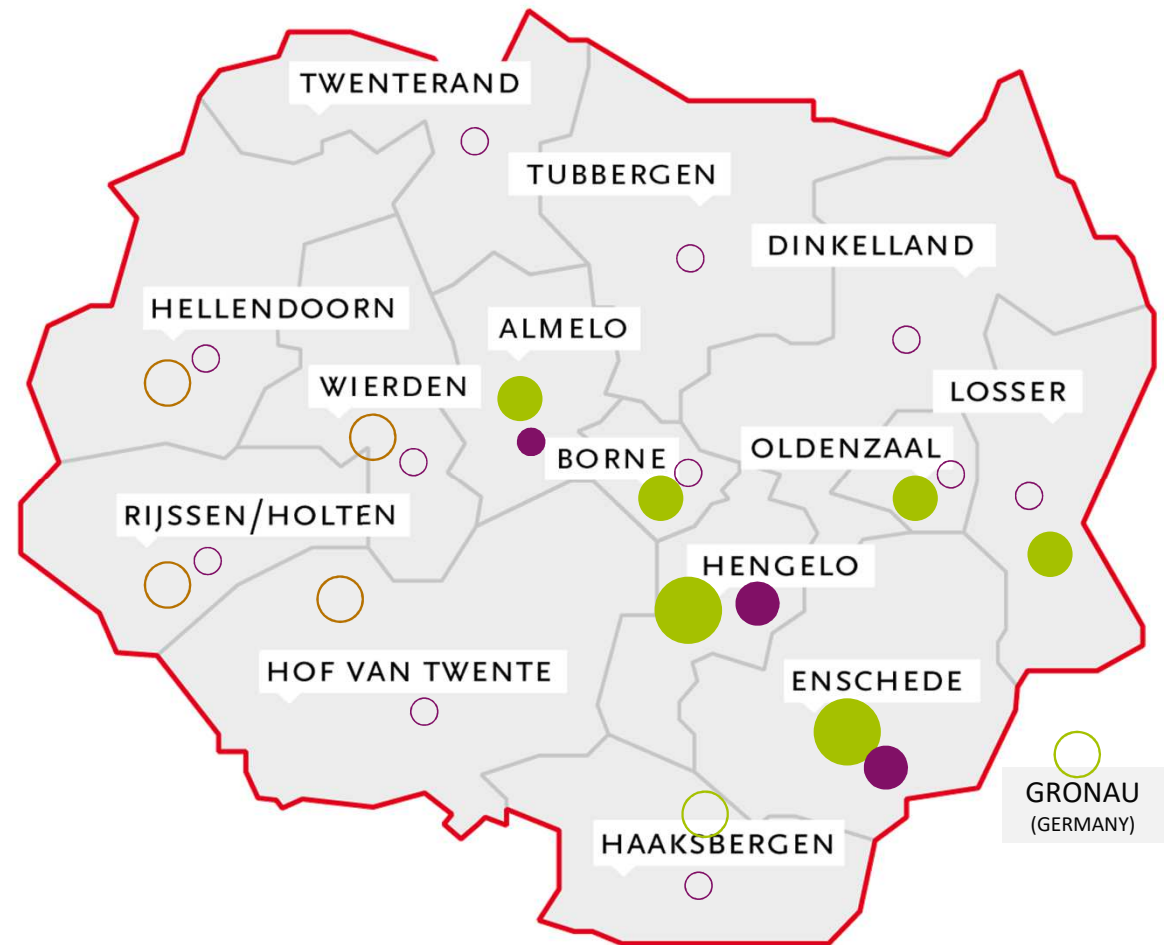 TWENTERAND
TUBBERGEN
DINKELLAND
HELLENDOORN
ALMELO
WIERDEN
LOSSER
OLDENZAAL
BORNE
RIJSSEN/HOLTEN
HENGELO
HOF VAN TWENTE
ENSCHEDE
GRONAU
(GERMANY)
HAAKSBERGEN